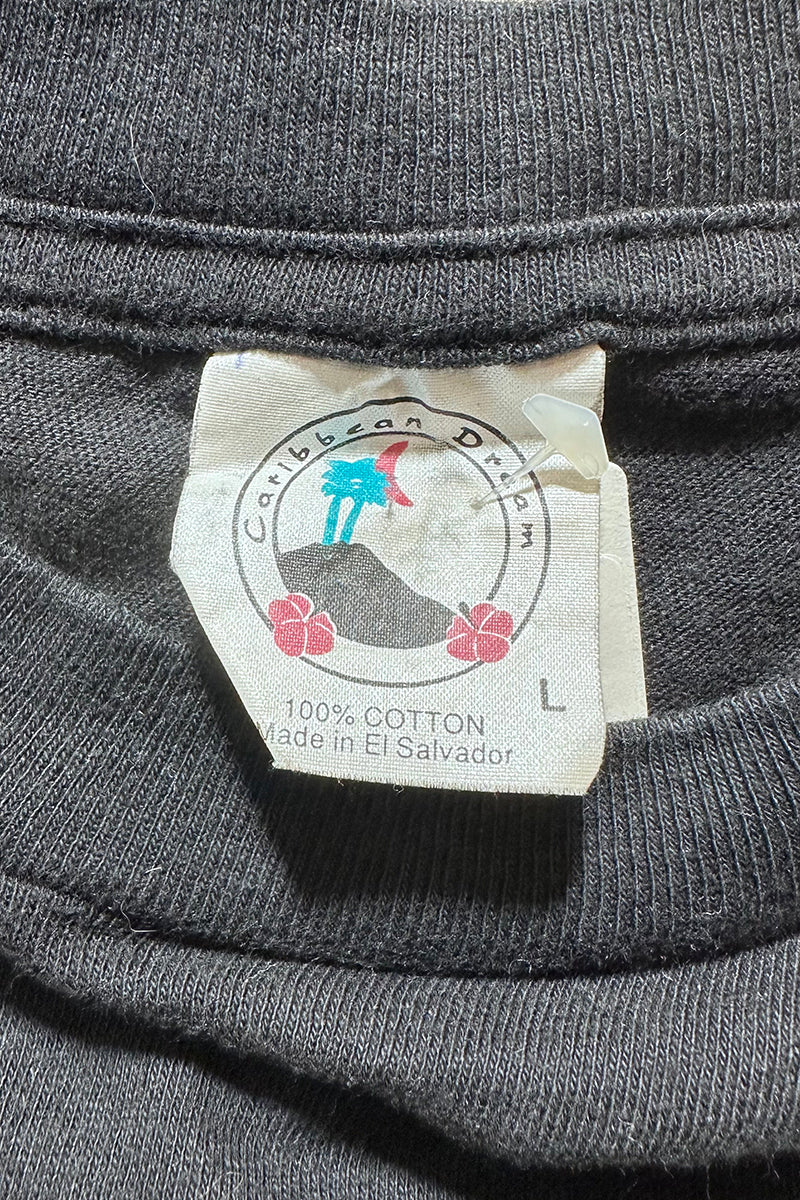 Caribbean Dream
L
100% COTTON
Made in El Salvador